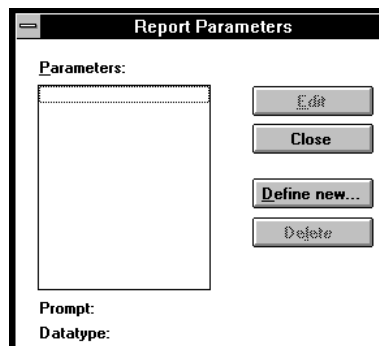 Report Parameters
Parameters:
Edit
Close
Define new...
Delete
Prompt:
Datatype: